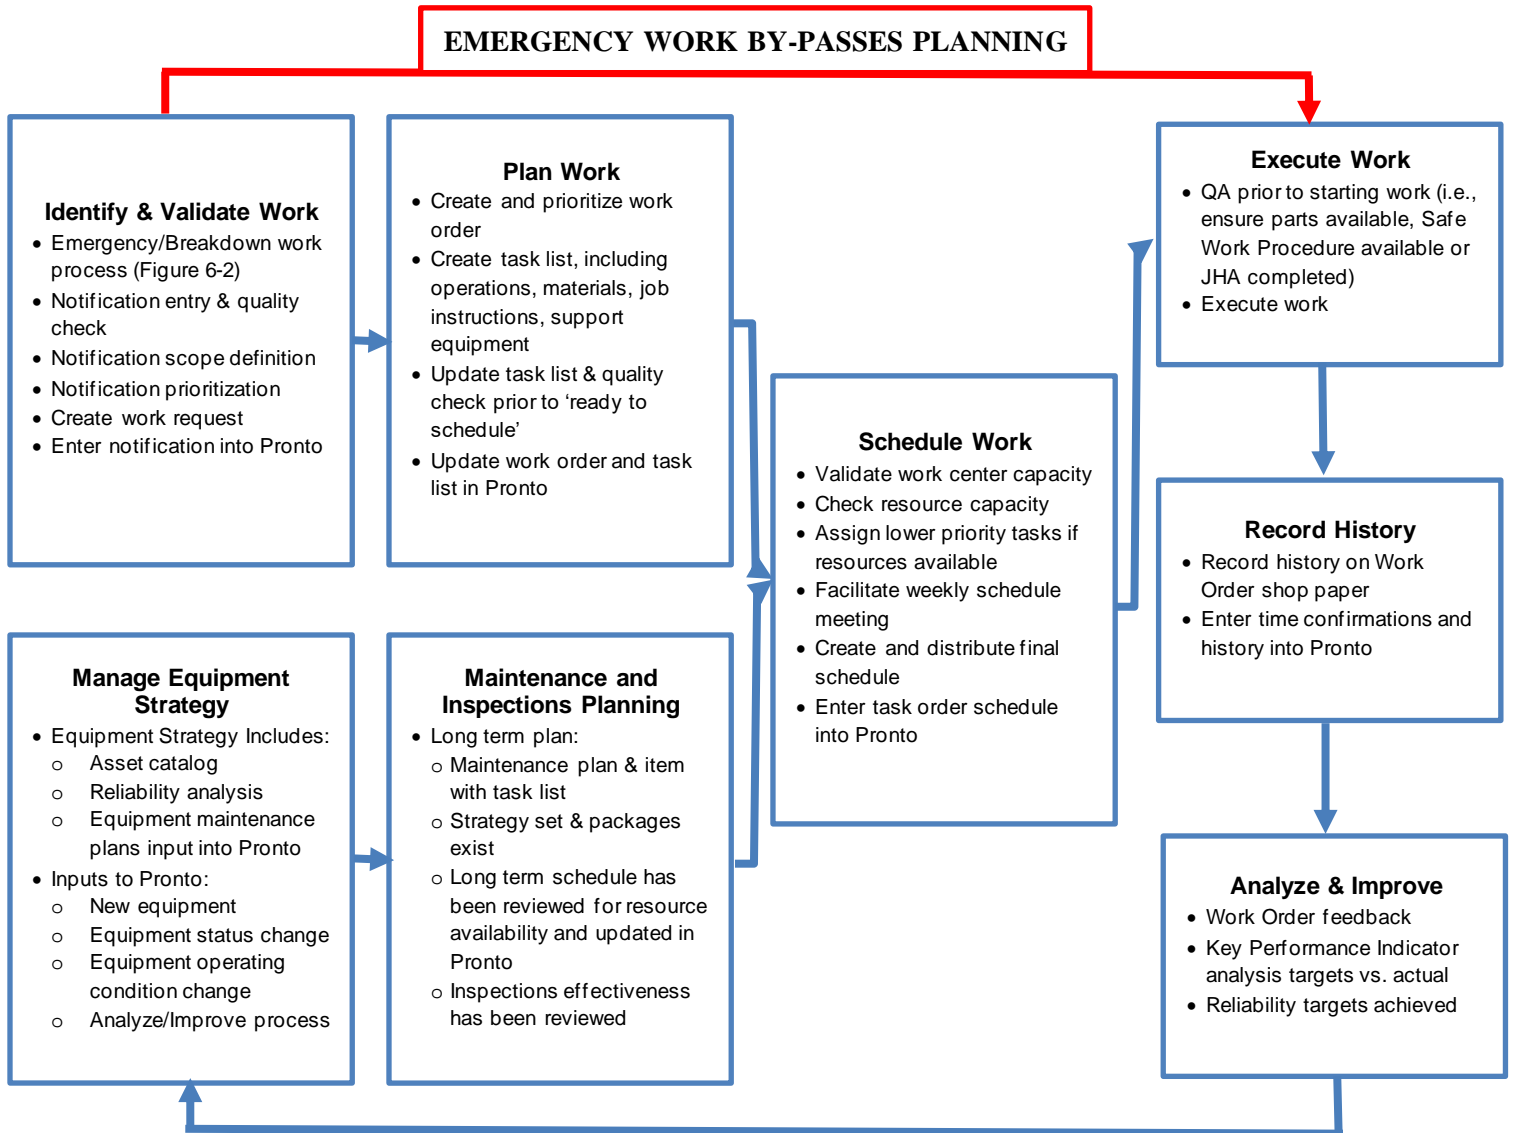 EMERGENCY WORK BY-PASSES PLANNING
Identify & Validate Work
• Emergency/Breakdown work
process (Figure 6-2)
• Notification entry & quality
check
• Notification scope definition
• Notification prioritization
• Create work request
• Enter notification into Pronto
Plan Work
• Create and prioritize work
order
• Create task list, including
operations, materials, job
instructions, support
equipment
• Update task list & quality
check prior to ‘ready to
schedule’
• Update work order and task
list in Pronto
Manage Equipment
Strategy
• Equipment Strategy Includes:
o Asset catalog
o Reliability analysis
o Equipment maintenance
plans input into Pronto
• Inputs to Pronto:
o New equipment
o Equipment status change
o Equipment operating
condition change
o Analyze/Improve process
Maintenance and
Inspections Planning
• Long term plan:
o Maintenance plan & item
with task list
o Strategy set & packages
exist
o Long term schedule has
been reviewed for resource
availability and updated in
Pronto
o Inspections effectiveness
has been reviewed
Schedule Work
• Validate work center capacity
• Check resource capacity
• Assign lower priority tasks if
resources available
• Facilitate weekly schedule
meeting
• Create and distribute final
schedule
• Enter task order schedule
into Pronto
Execute Work
• QA prior to starting work (i.e.,
ensure parts available, Safe
Work Procedure available or
JHA completed)
• Execute work
Record History
• Record history on Work
Order shop paper
• Enter time confirmations and
history into Pronto
Analyze & Improve
• Work Order feedback
• Key Performance Indicator
analysis targets vs. actual
• Reliability targets achieved